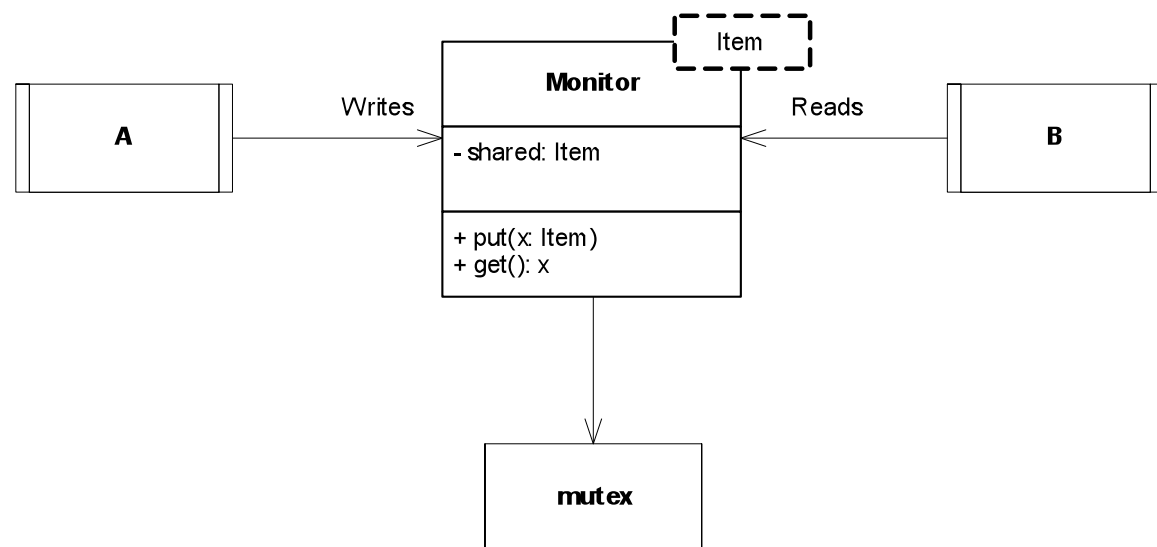 Item
Monitor
Writes
Reads
A
B
- shared: Item
+ put(x: Item)
+ get(): x
mutex